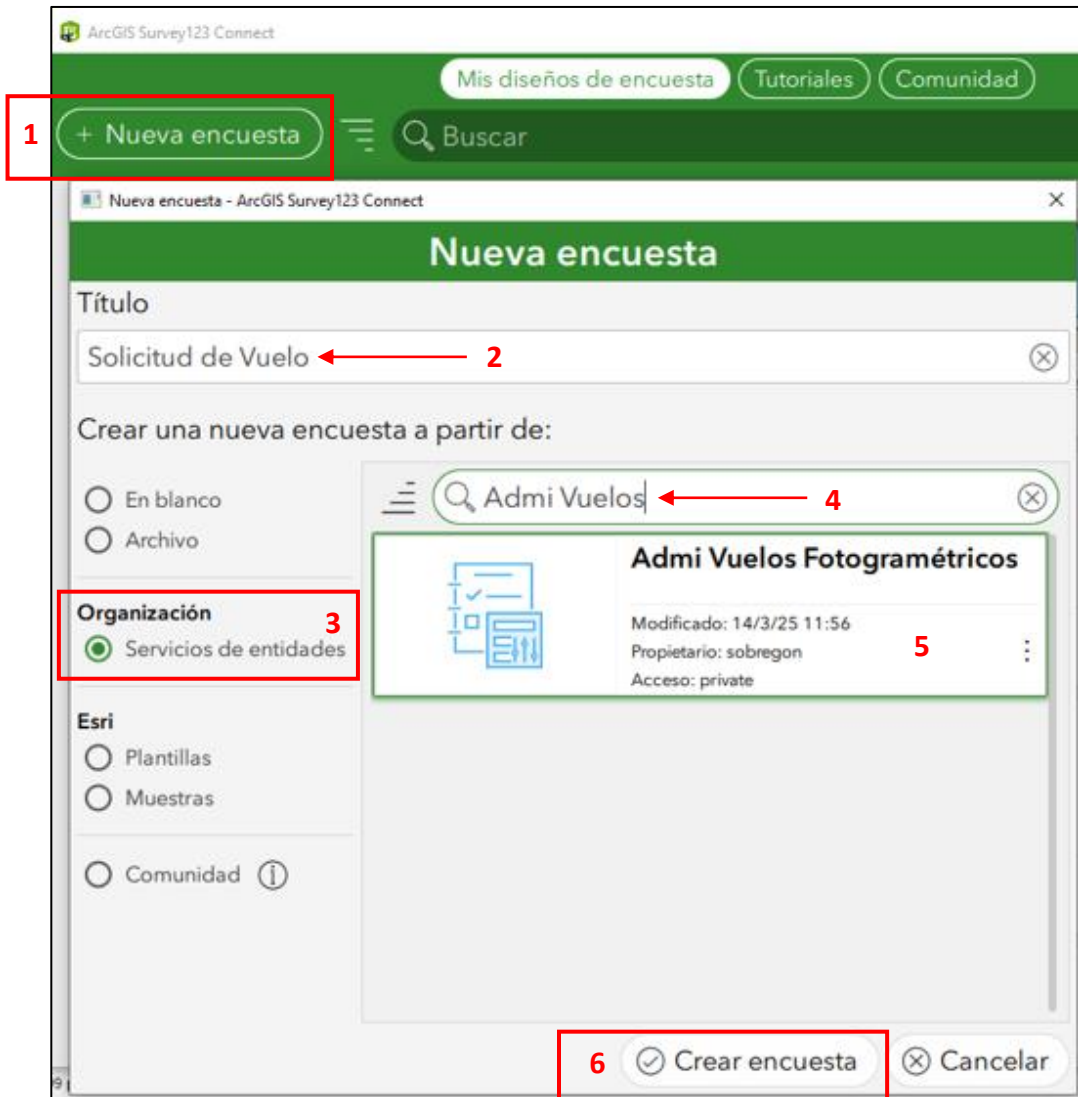 ArcGIS Survey123 Connect
Mis diseños de encuesta Tutoriales Comunidad
1 + Nueva encuesta Buscar
Nueva encuesta - ArcGIS Survey123 Connect
Nueva encuesta
Título
Solicitud de Vuelo 2
Crear una nueva encuesta a partir de:
En blanco
Archivo
Organización 3
Servicios de entidades
Esri
Plantillas
Muestras
Comunidad
Admi Vuelos 4
Admi Vuelos Fotogramétricos
Modificado: 14/3/25 11:56
Propietario: sobregon 5
Acceso: private
6 Crear encuesta Cancelar